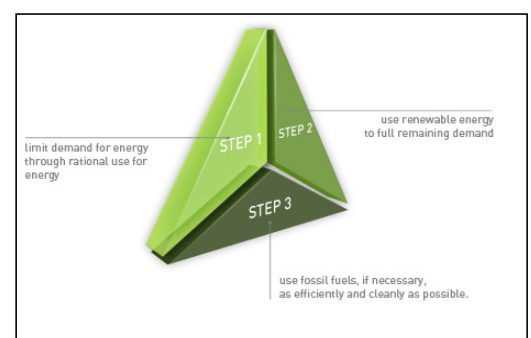 STEP 1
limit demand for energy
through rational use for
energy
STEP 2
use renewable energy
to full remaining demand
STEP 3
use fossil fuels, if necessary,
as efficiently and cleanly as possible.